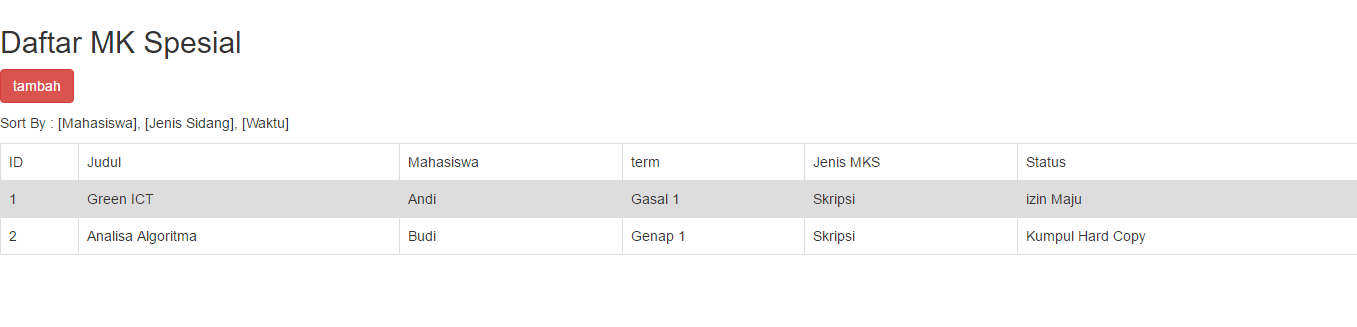 Daftar MK Spesial
tambah
Sort By : [Mahasiswa], [Jenis Sidang], [Waktu]
ID Judul Mahasiswa term Jenis MKS Status
1 Green ICT Andi Gasal 1 Skripsi izin Maju
2 Analisa Algoritma Budi Genap 1 Skripsi Kumpul Hard Copy